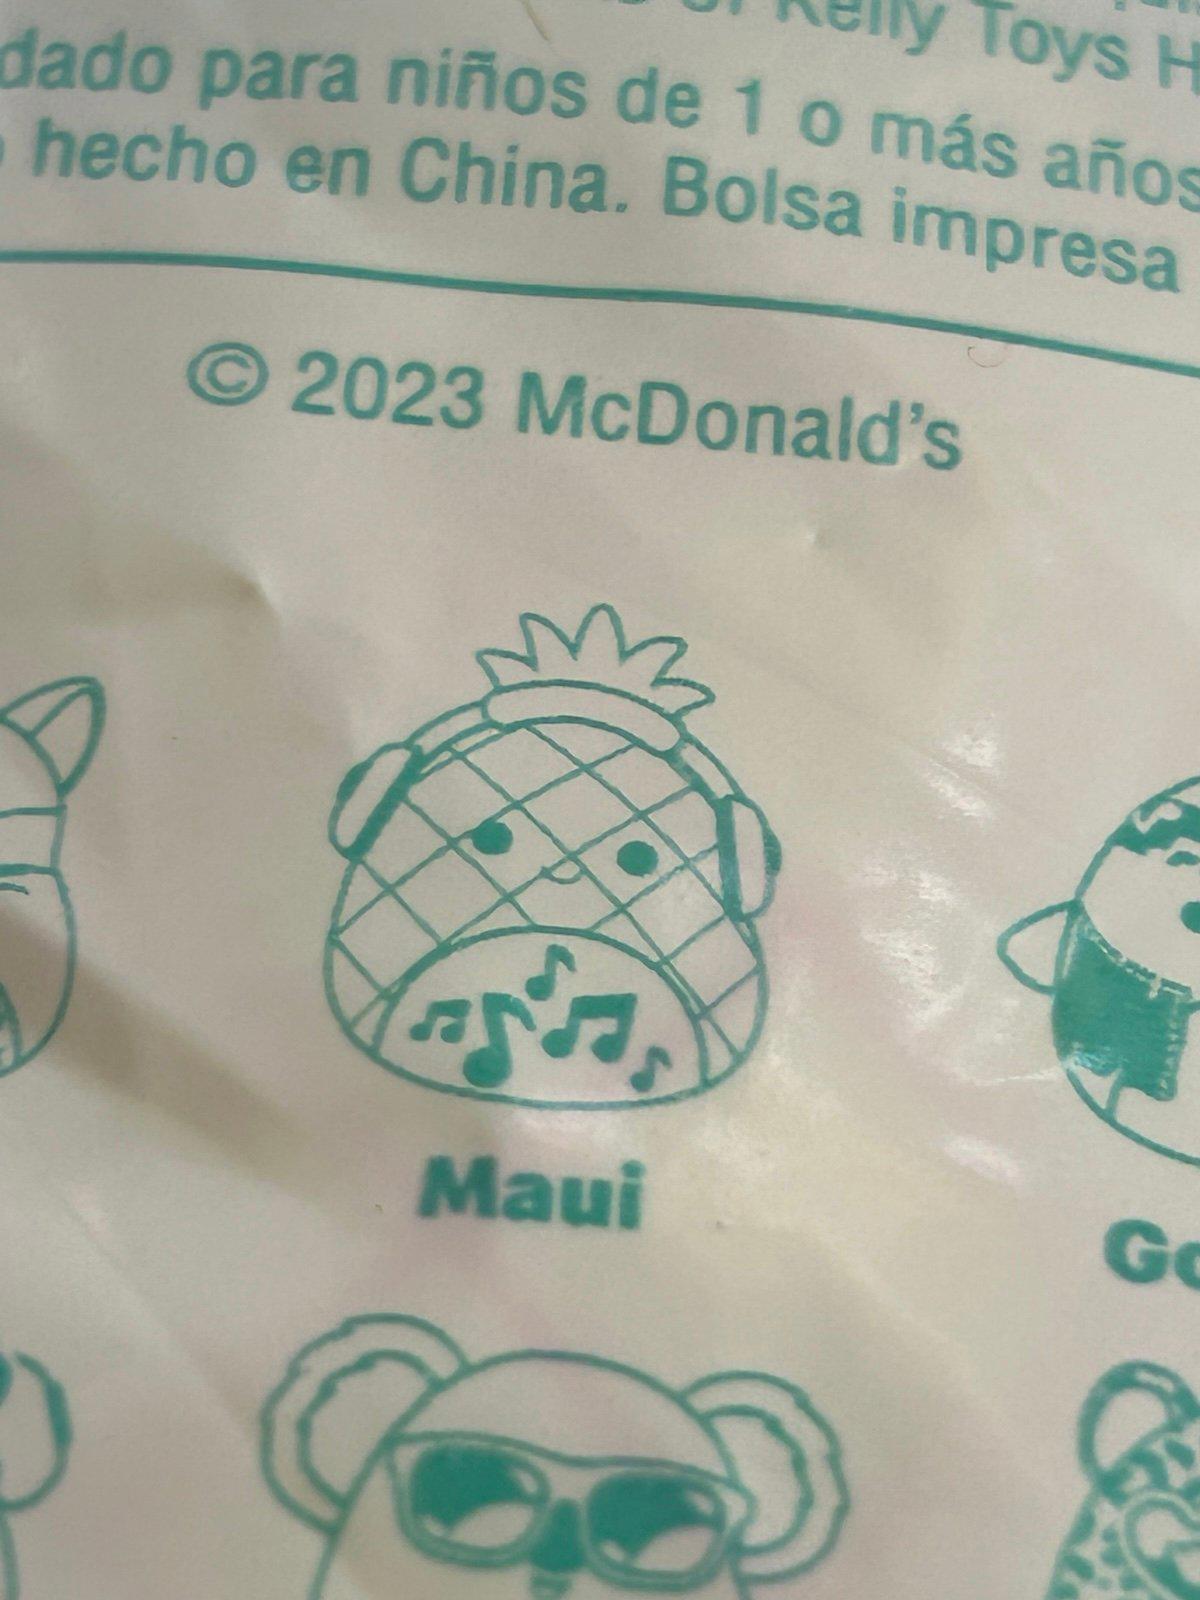 Kelly Toys H
dado para niños de 1 o más años
hecho en China. Bolsa impresa
© 2023 McDonald's
Maui